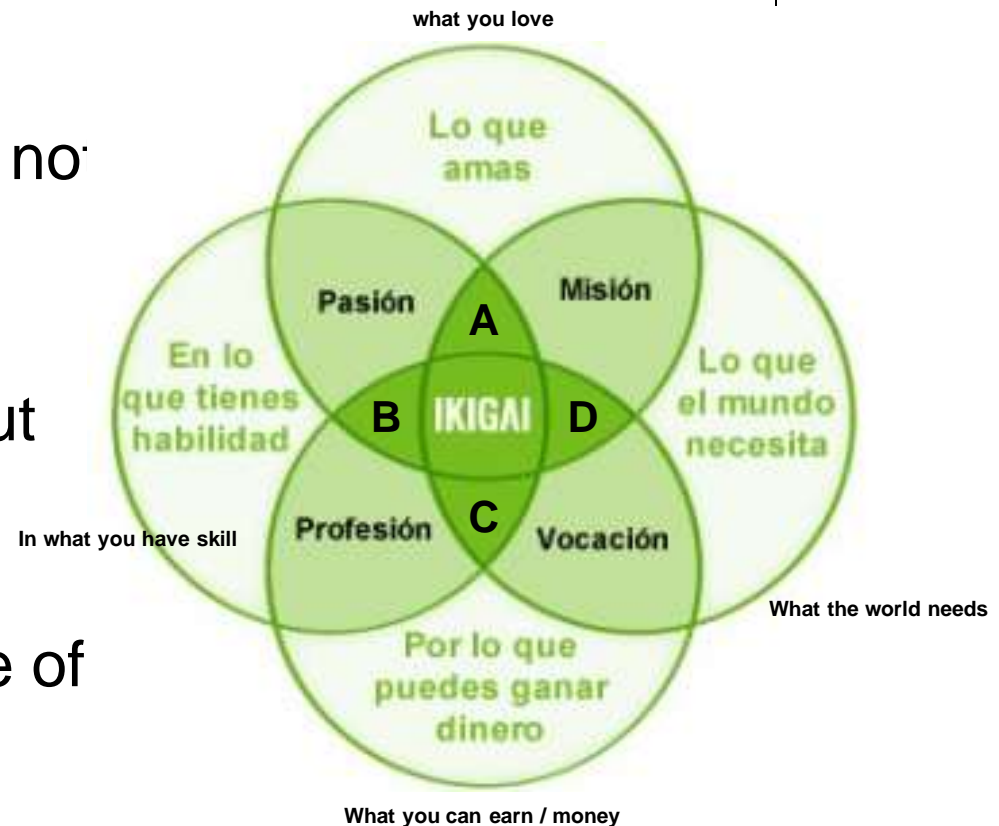 what you love
Lo que
amas
no
Pasión
Misión
A
En lo
que tienes
habilidad
Lo que
el mundo
necesita
B
IKIGAI
D
ut
C
In what you have skill
Profesión
Vocación
What the world needs
Por lo que
puedes ganar
dinero
e of
What you can earn / money